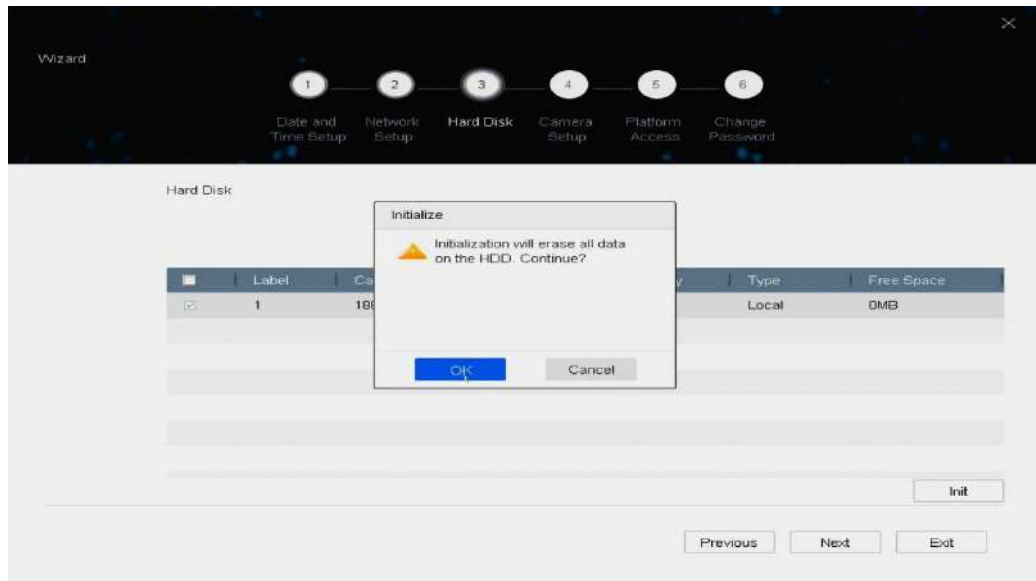 Wizard
1
2
3
4
5
6
Date and
Time Setup
Network
Setup
Hard Disk
Camera
Setup
Platform
Access
Change
Password
Hard Disk
Initialize
Initialization will erase all data
on the HDD. Continue?
OK
Cancel
Label
Type
Free Space
1
Local
0MB
Init
Previous
Next
Exit